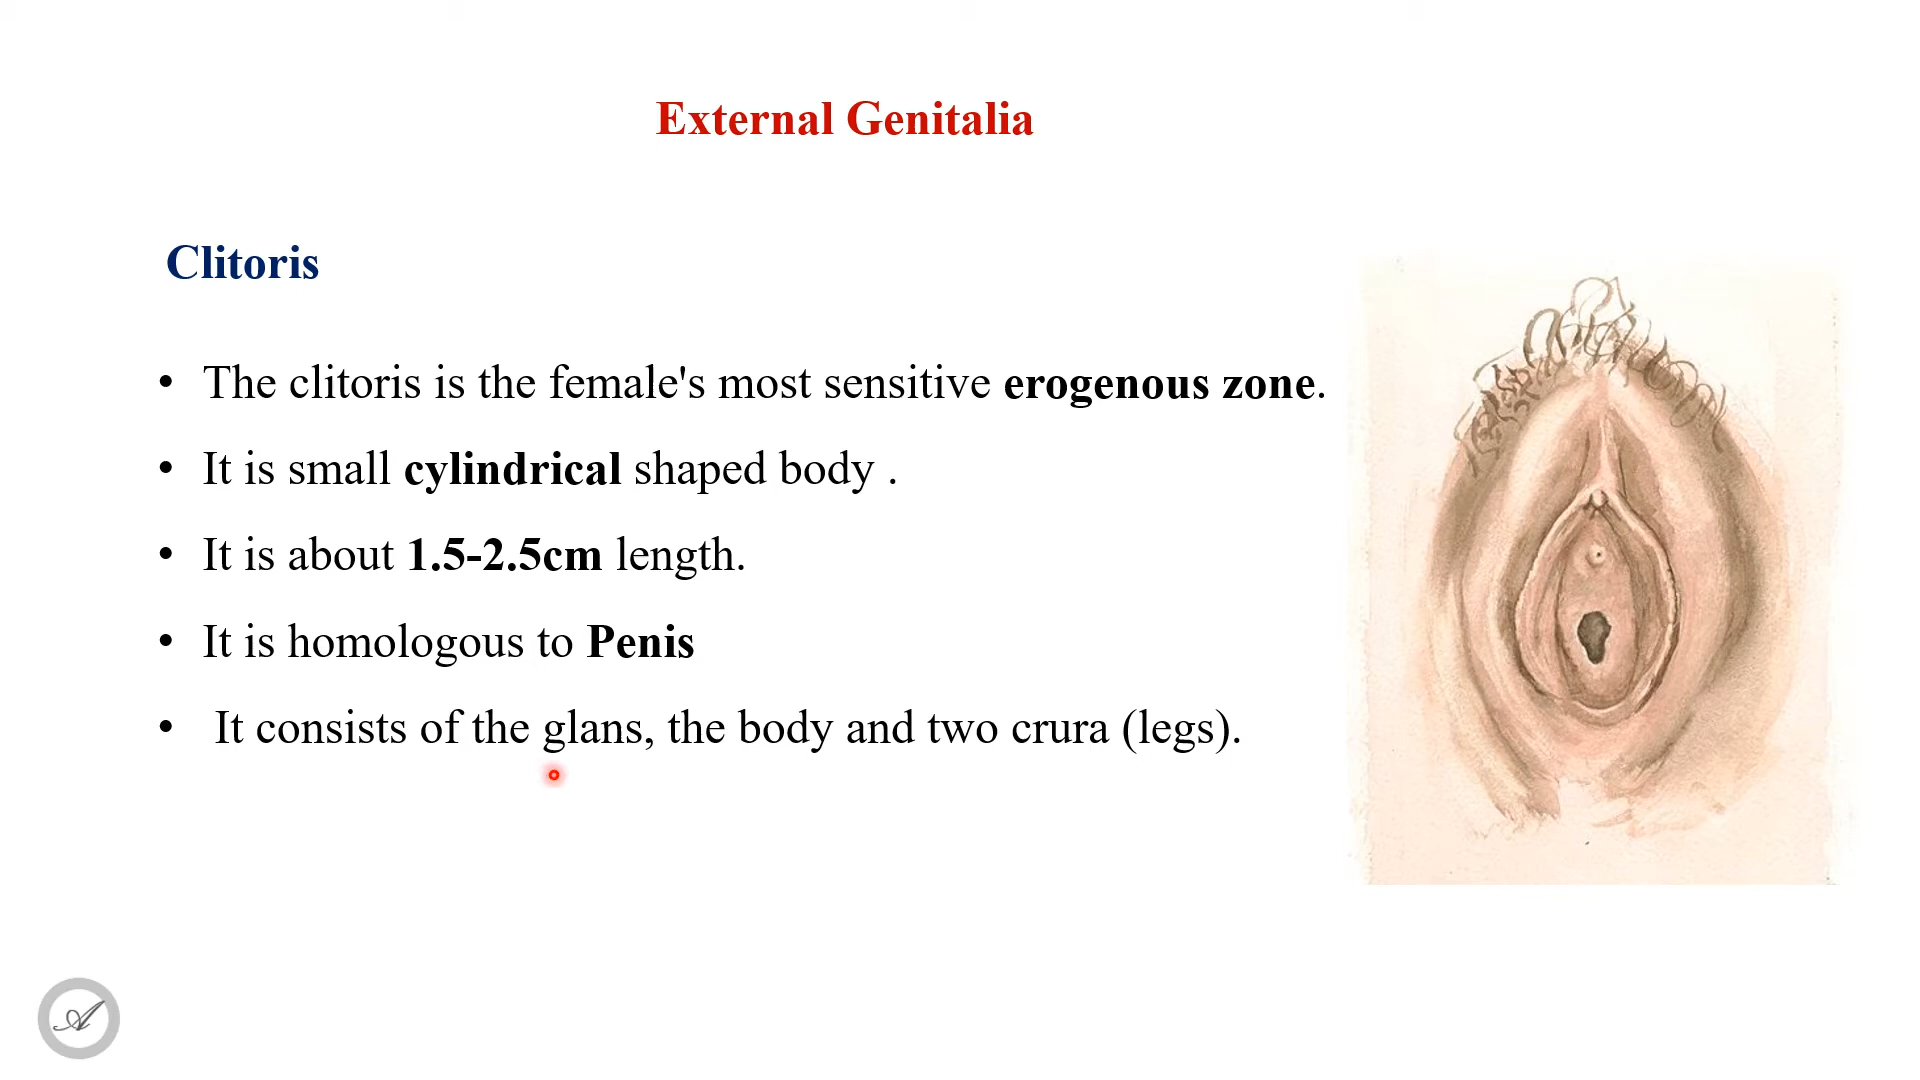 External Genitalia
Clitoris
• The clitoris is the female's most sensitive erogenous zone.
• It is small cylindrical shaped body .
• It is about 1.5-2.5cm length.
• It is homologous to Penis
• It consists of the glans, the body and two crura (legs).
A